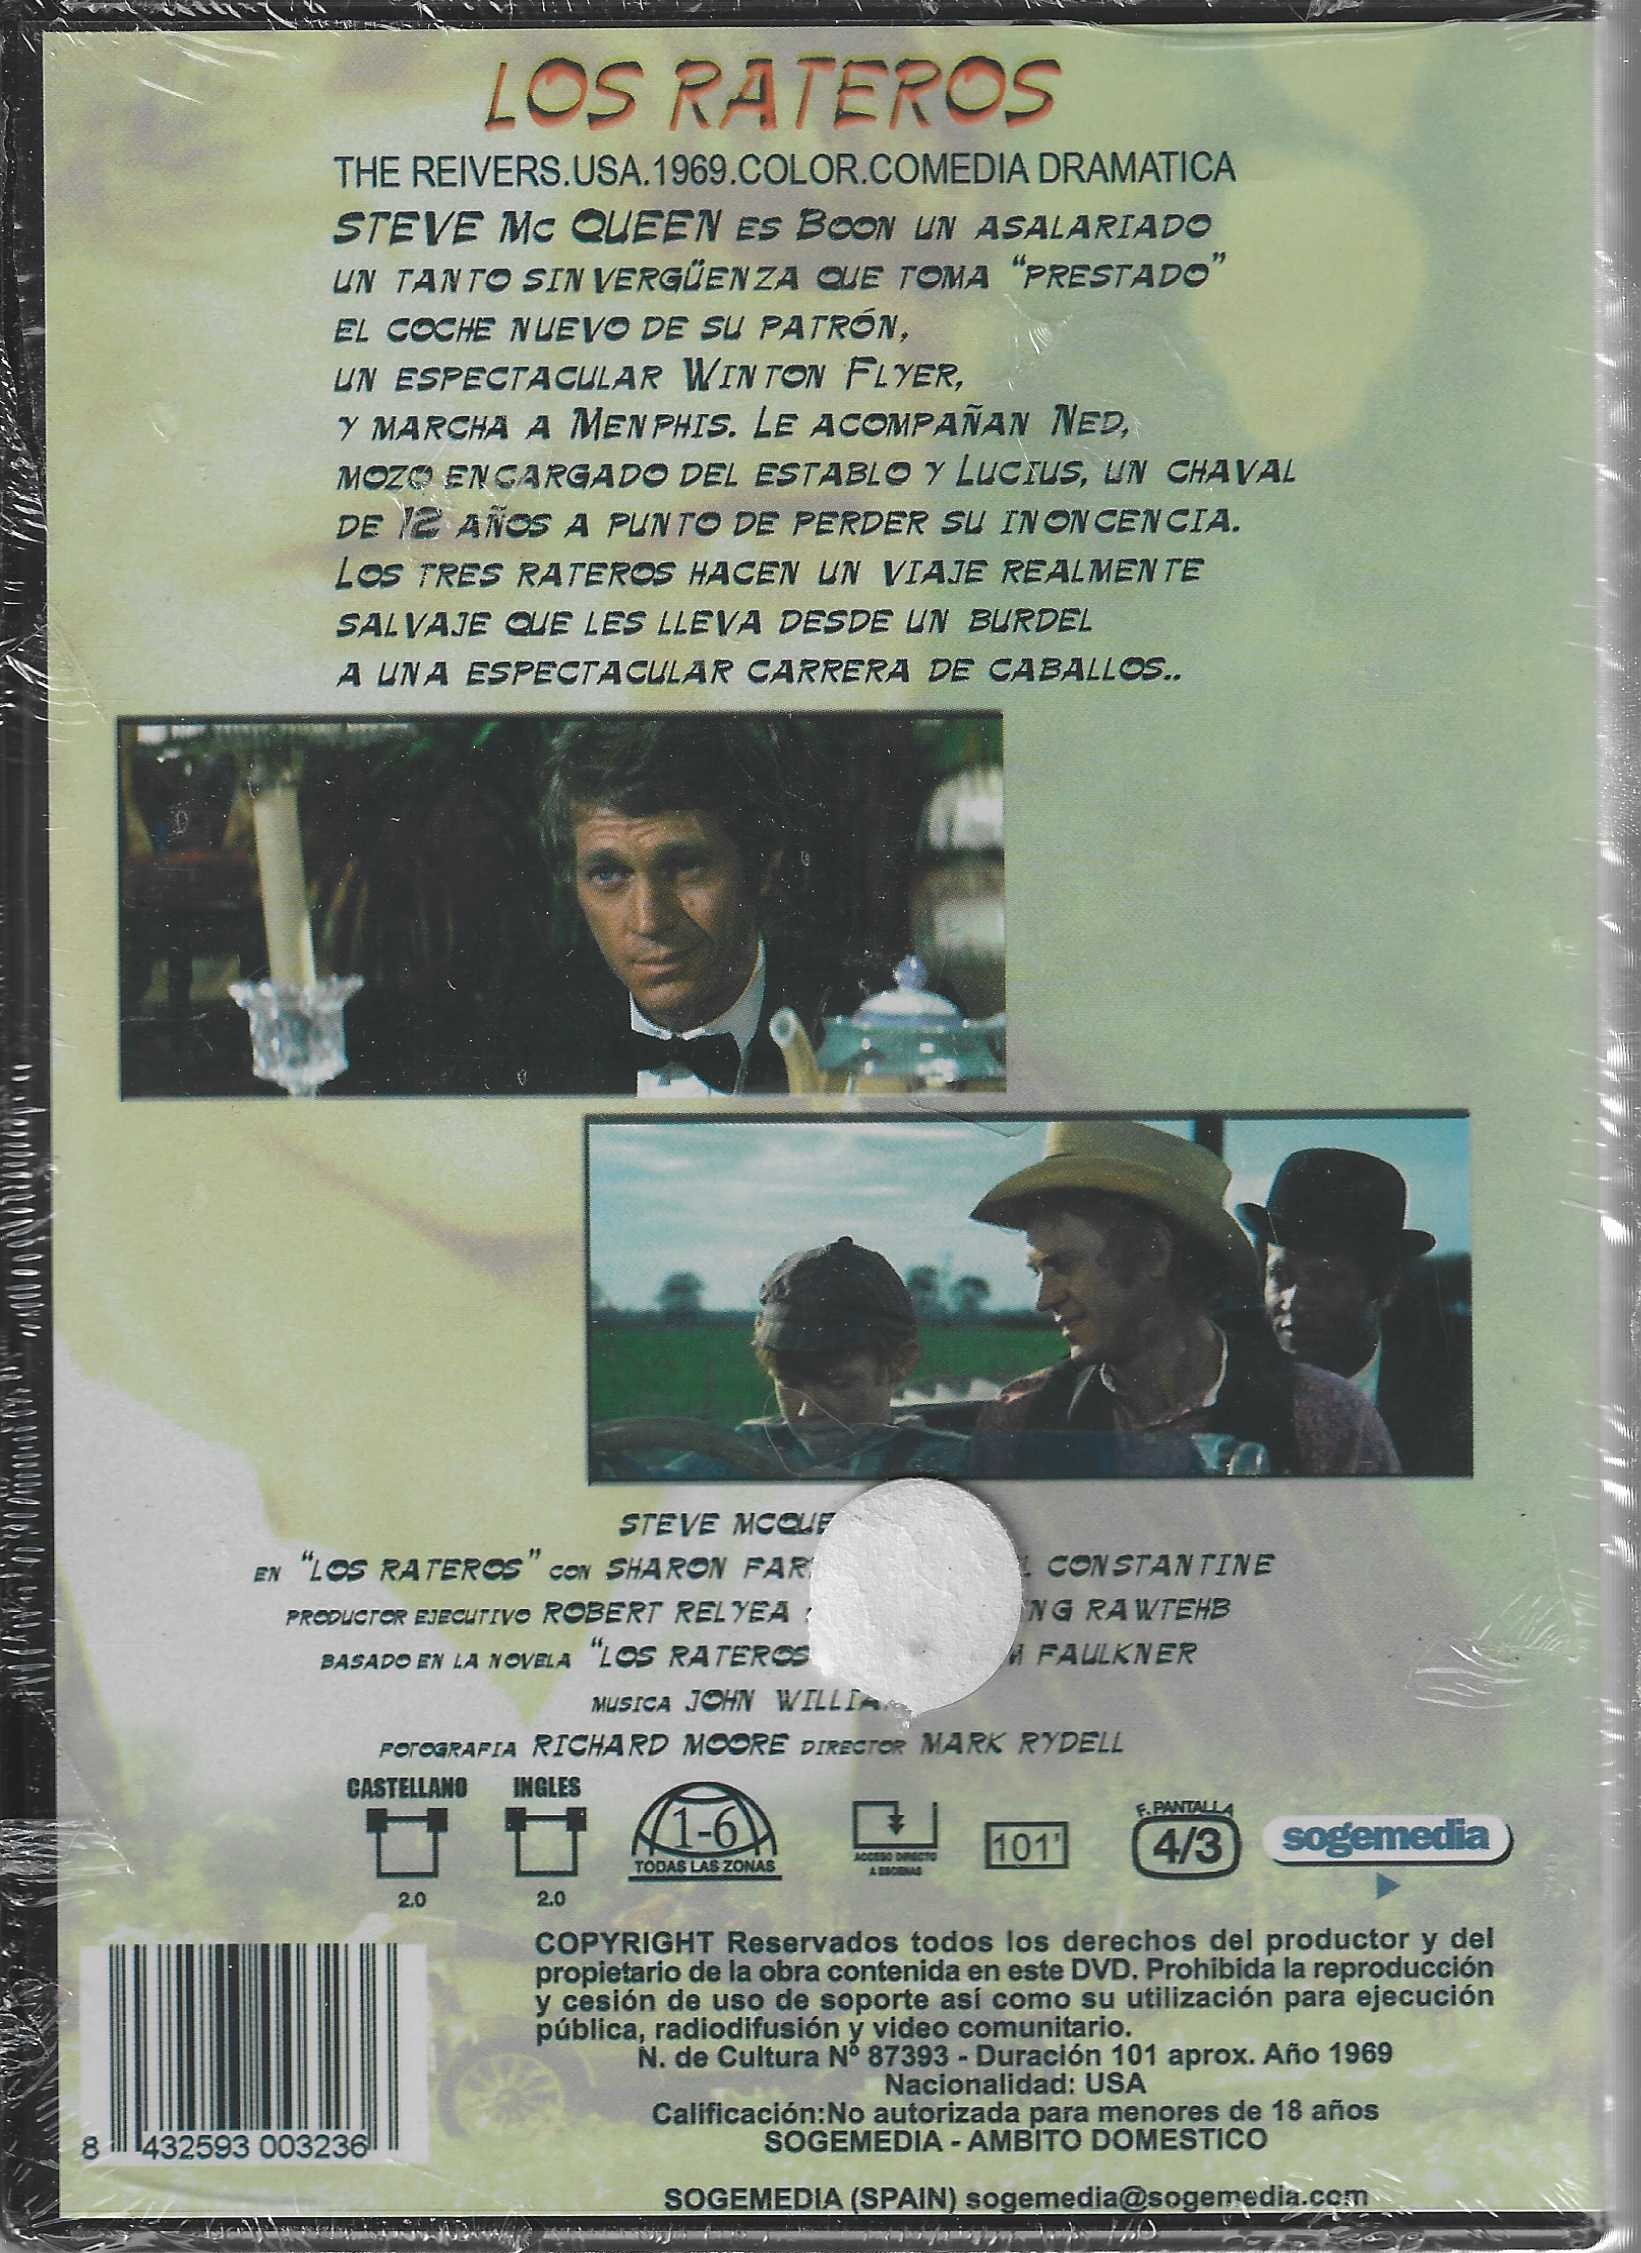 LOS RATEROS
THE REIVERS.USA.1969.COLOR.COMEDIA DRAMATICA
STEVE Mc QUEEN ES BOON UN ASALARIADO
UN TANTO SINVERGÜENZA QUE TOMA "PRESTADO"
EL COCHE NUEVO DE SU PATRÓN,
UN ESPECTACULAR WINTON FLYER,
Y MARCHA A MENPHIS. LE ACOMPAÑAN NED,
MOZO ENCARGADO DEL ESTABLO Y LUCIUS, UN CHAVAL
DE 12 AÑOS A PUNTO DE PERDER SU INONCENCIA.
LOS TRES RATEROS HACEN UN VIAJE REALMENTE
SALVAJE QUE LES LLEVA DESDE UN BURDEL
A UNA ESPECTACULAR CARRERA DE CABALLOS..
STEVE
EN "LOS RATEROS" CON SHARON CONSTANTINE
PRODUCTOR EJECUTIVO ROBERT RELYEA RAWTEHB
BASADO EN LA NOVELA "LOS RATEROS FAULKNER
MUSICA JOHN
FOTOGRAFIA RICHARD MOORE DIRECTOR MARK RYDELL
CASTELLANO INGLES
2.0 2.0
1-6
TODAS LAS ZONAS
ACCESO DIRECTO
A ESCENAS
101'
F. PANTALLA
4/3
sogemedia
COPYRIGHT Reservados todos los derechos del productor y del
propietario de la obra contenida en este DVD. Prohibida la reproducción
y cesión de uso de soporte así como su utilización para ejecución
pública, radiodifusión y video comunitario.
N. de Cultura Nº 87393 - Duración 101 aprox. Año 1969
Nacionalidad: USA
Calificación:No autorizada para menores de 18 años
SOGEMEDIA - AMBITO DOMESTICO
8 432593 003236
SOGEMEDIA (SPAIN) sogemedia@sogemedia.com